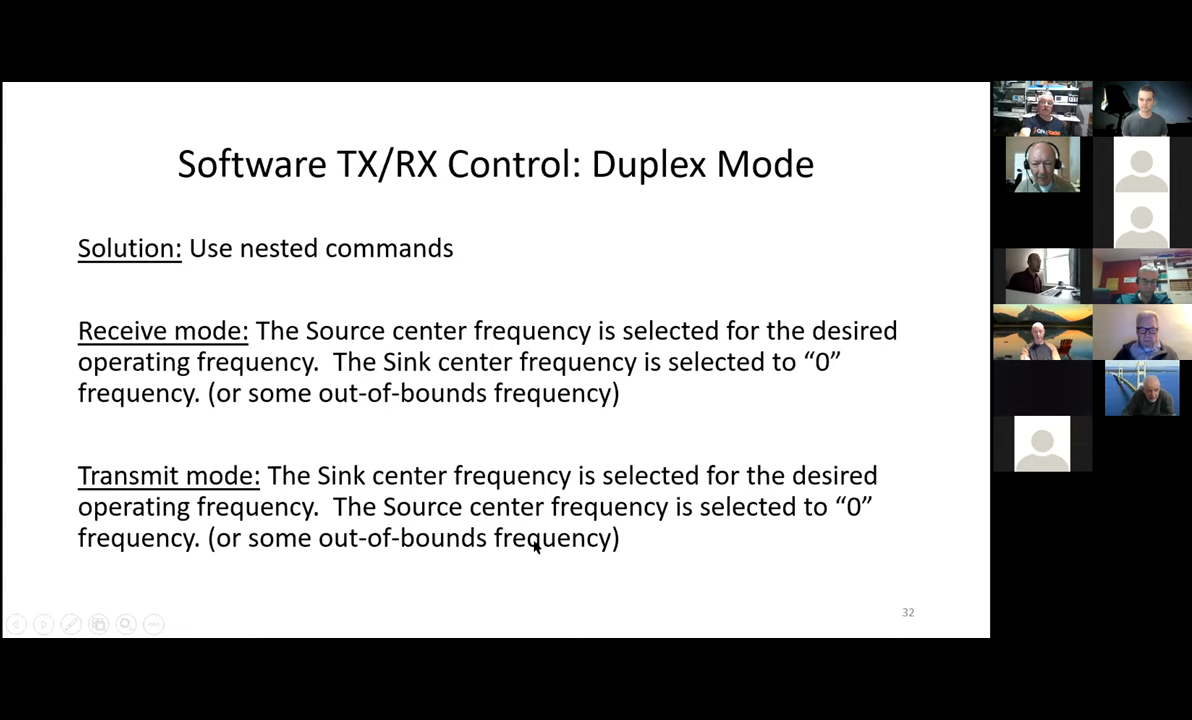 Software TX/RX Control: Duplex Mode
Solution: Use nested commands
Receive mode: The Source center frequency is selected for the desired
operating frequency.  The Sink center frequency is selected to “0”
frequency. (or some out-of-bounds frequency)
Transmit mode: The Sink center frequency is selected for the desired
operating frequency.  The Source center frequency is selected to “0”
frequency. (or some out-of-bounds frequency)
32